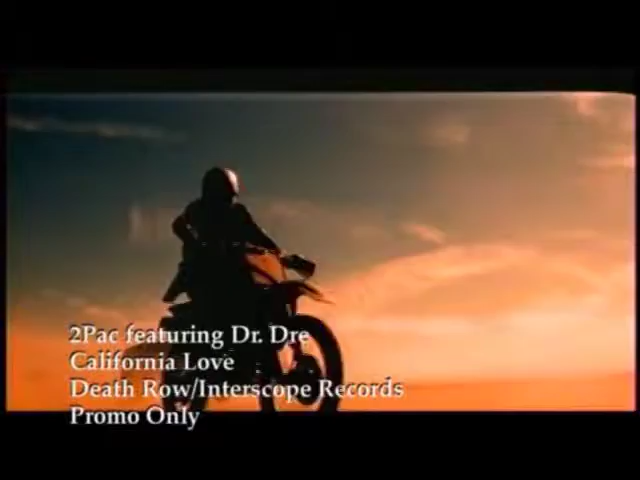 2Pac featuring Dr. Dre
California Love
Death Row/Interscope Records
Promo Only